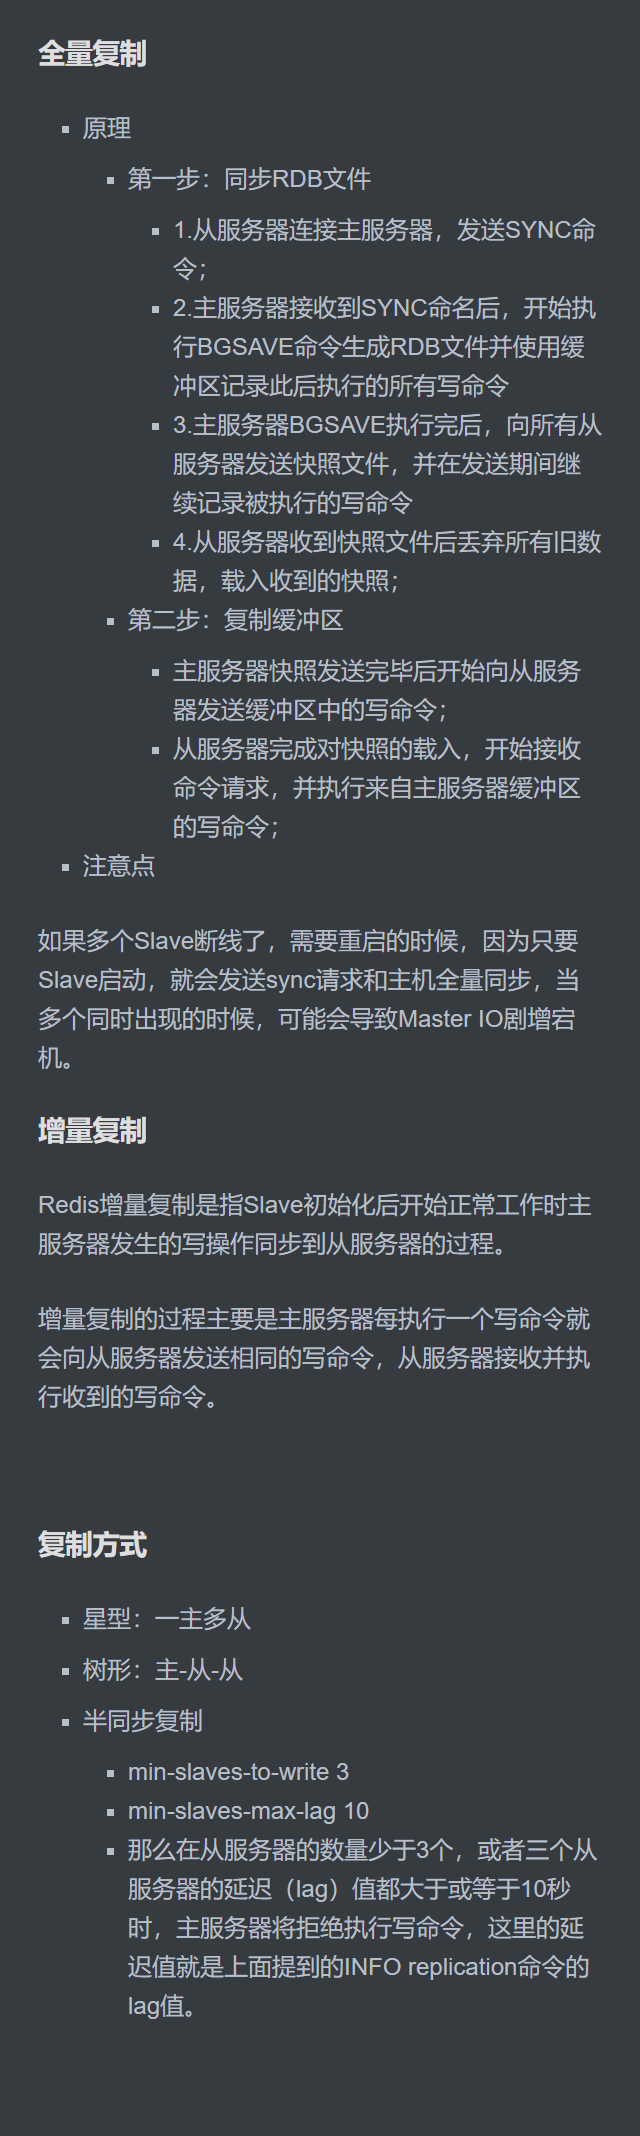 全量复制
原理
第一步：同步RDB文件
1.从服务器连接主服务器，发送SYNC命
令；
2.主服务器接收到SYNC命名后，开始执
行BGSAVE命令生成RDB文件并使用缓
冲区记录此后执行的所有写命令
3.主服务器BGSAVE执行完后，向所有从
服务器发送快照文件，并在发送期间继
续记录被执行的写命令
4.从服务器收到快照文件后丢弃所有旧数
据，载入收到的快照；
第二步：复制缓冲区
主服务器快照发送完毕后开始向从服务
器发送缓冲区中的写命令；
从服务器完成对快照的载入，开始接收
命令请求，并执行来自主服务器缓冲区
的写命令；
注意点
如果多个Slave断线了，需要重启的时候，因为只要
Slave启动，就会发送sync请求和主机全量同步，当
多个同时出现的时候，可能会导致Master IO剧增宕
机。
增量复制
Redis增量复制是指Slave初始化后开始正常工作时主
服务器发生的写操作同步到从服务器的过程。
增量复制的过程主要是主服务器每执行一个写命令就
会向从服务器发送相同的写命令，从服务器接收并执
行收到的写命令。
复制方式
星型：一主多从
树形：主-从-从
半同步复制
min-slaves-to-write 3
min-slaves-max-lag 10
那么在从服务器的数量少于3个，或者三个从
服务器的延迟（lag）值都大于或等于10秒
时，主服务器将拒绝执行写命令，这里的延
迟值就是上面提到的INFO replication命令的
lag值。